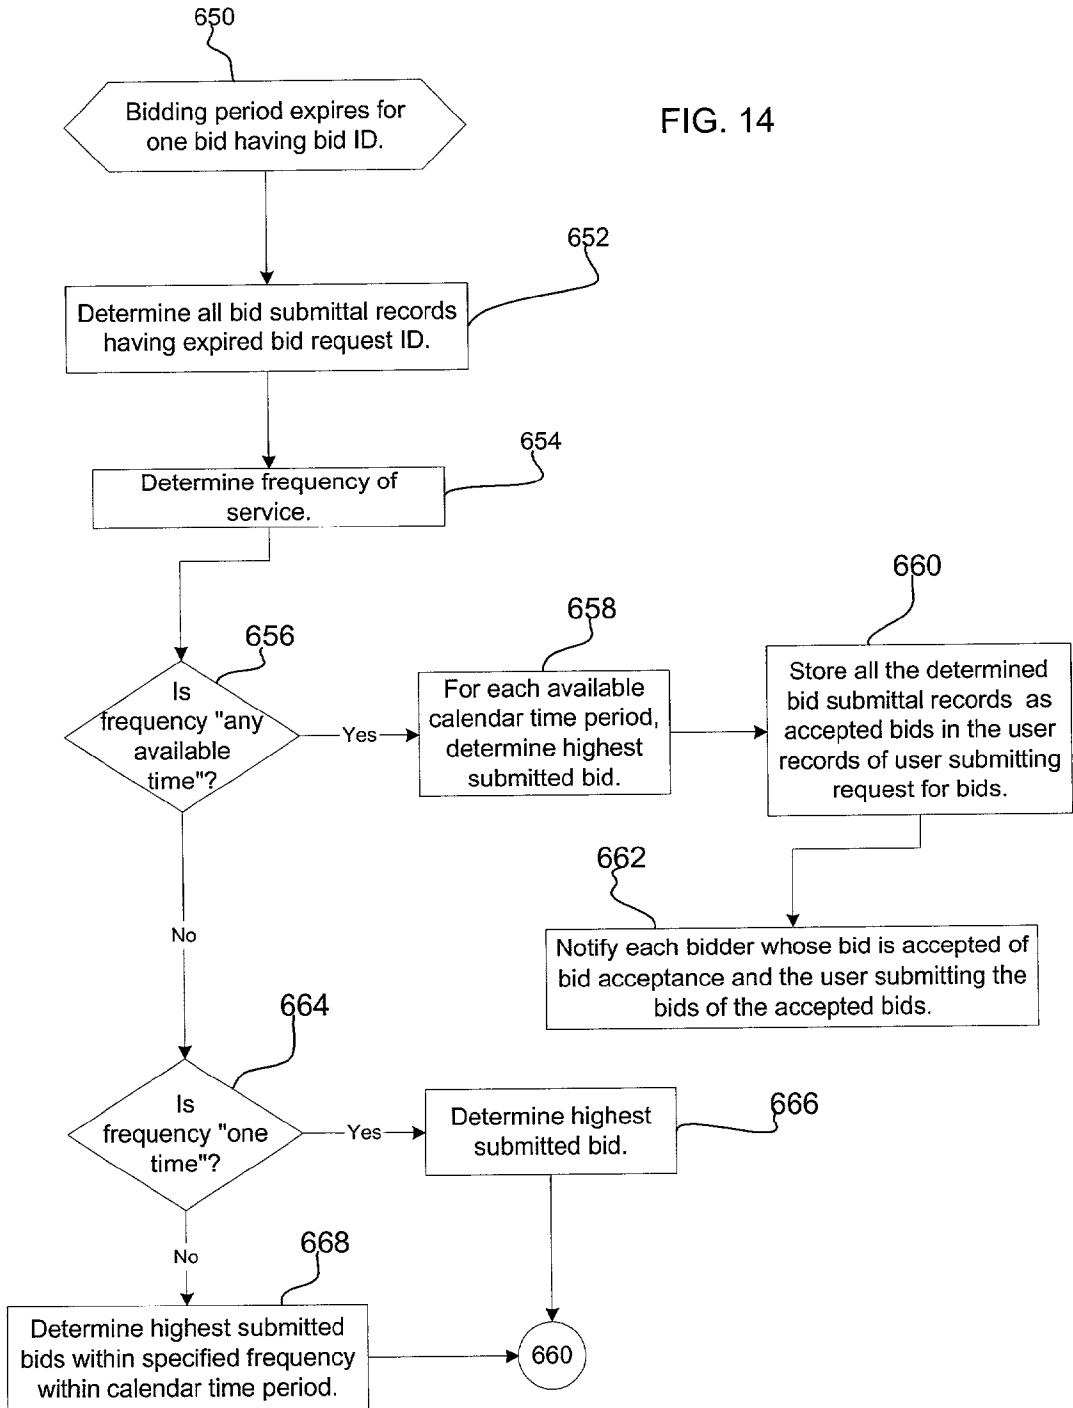 650
Bidding period expires for
one bid having bid ID.
FIG. 14
652
Determine all bid submittal records
having expired bid request ID.
654
Determine frequency of
service.
656
Is
frequency "any
available
time"?
Yes
658
For each available
calendar time period,
determine highest
submitted bid.
660
Store all the determined
bid submittal records as
accepted bids in the user
records of user submitting
request for bids.
662
Notify each bidder whose bid is accepted of
bid acceptance and the user submitting the
bids of the accepted bids.
No
664
Is
frequency "one
time"?
Yes
Determine highest
submitted bid.
666
No
668
Determine highest submitted
bids within specified frequency
within calendar time period.
660